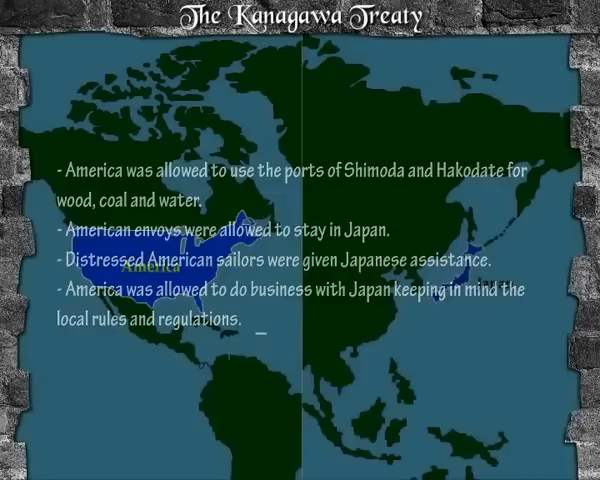 The Kanagawa Treaty
- America was allowed to use the ports of Shimoda and Hakodate for
wood, coal and water.
- American envoys were allowed to stay in Japan.
- Distressed American sailors were given Japanese assistance.
America
- America was allowed to do business with Japan keeping in mind the
local rules and regulations.